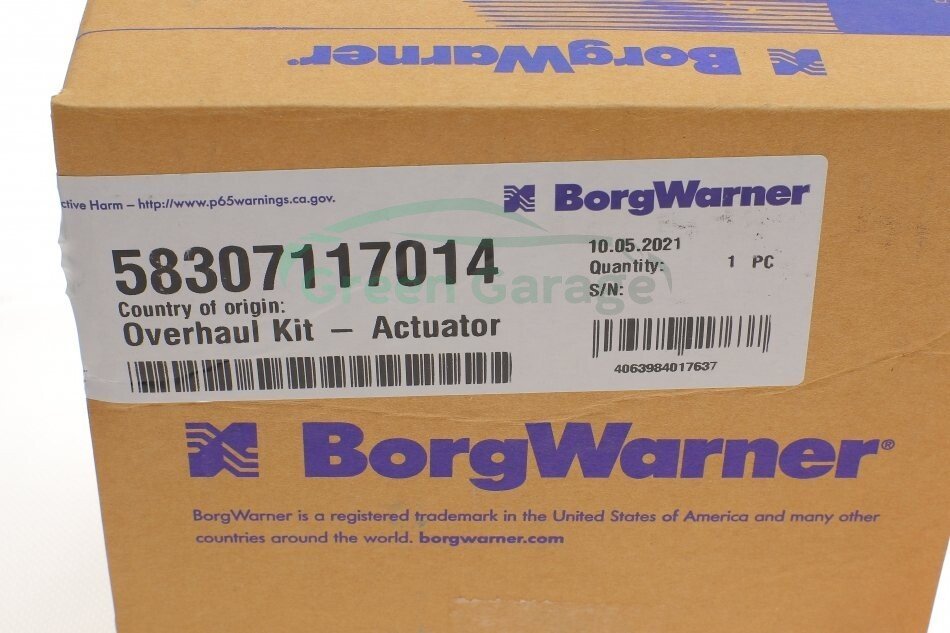 BorgWarner
ctive Harm – http://www.p65warnings.ca.gov.
BorgWarner
58307117014
10.05.2021
Quantity: 1 PC
S/N:
Country of origin:
Overhaul Kit – Actuator
Green Garage
4063984017637
BorgWarner®
BorgWarner is a registered trademark in the United States of America and many other
countries around the world. borgwarner.com